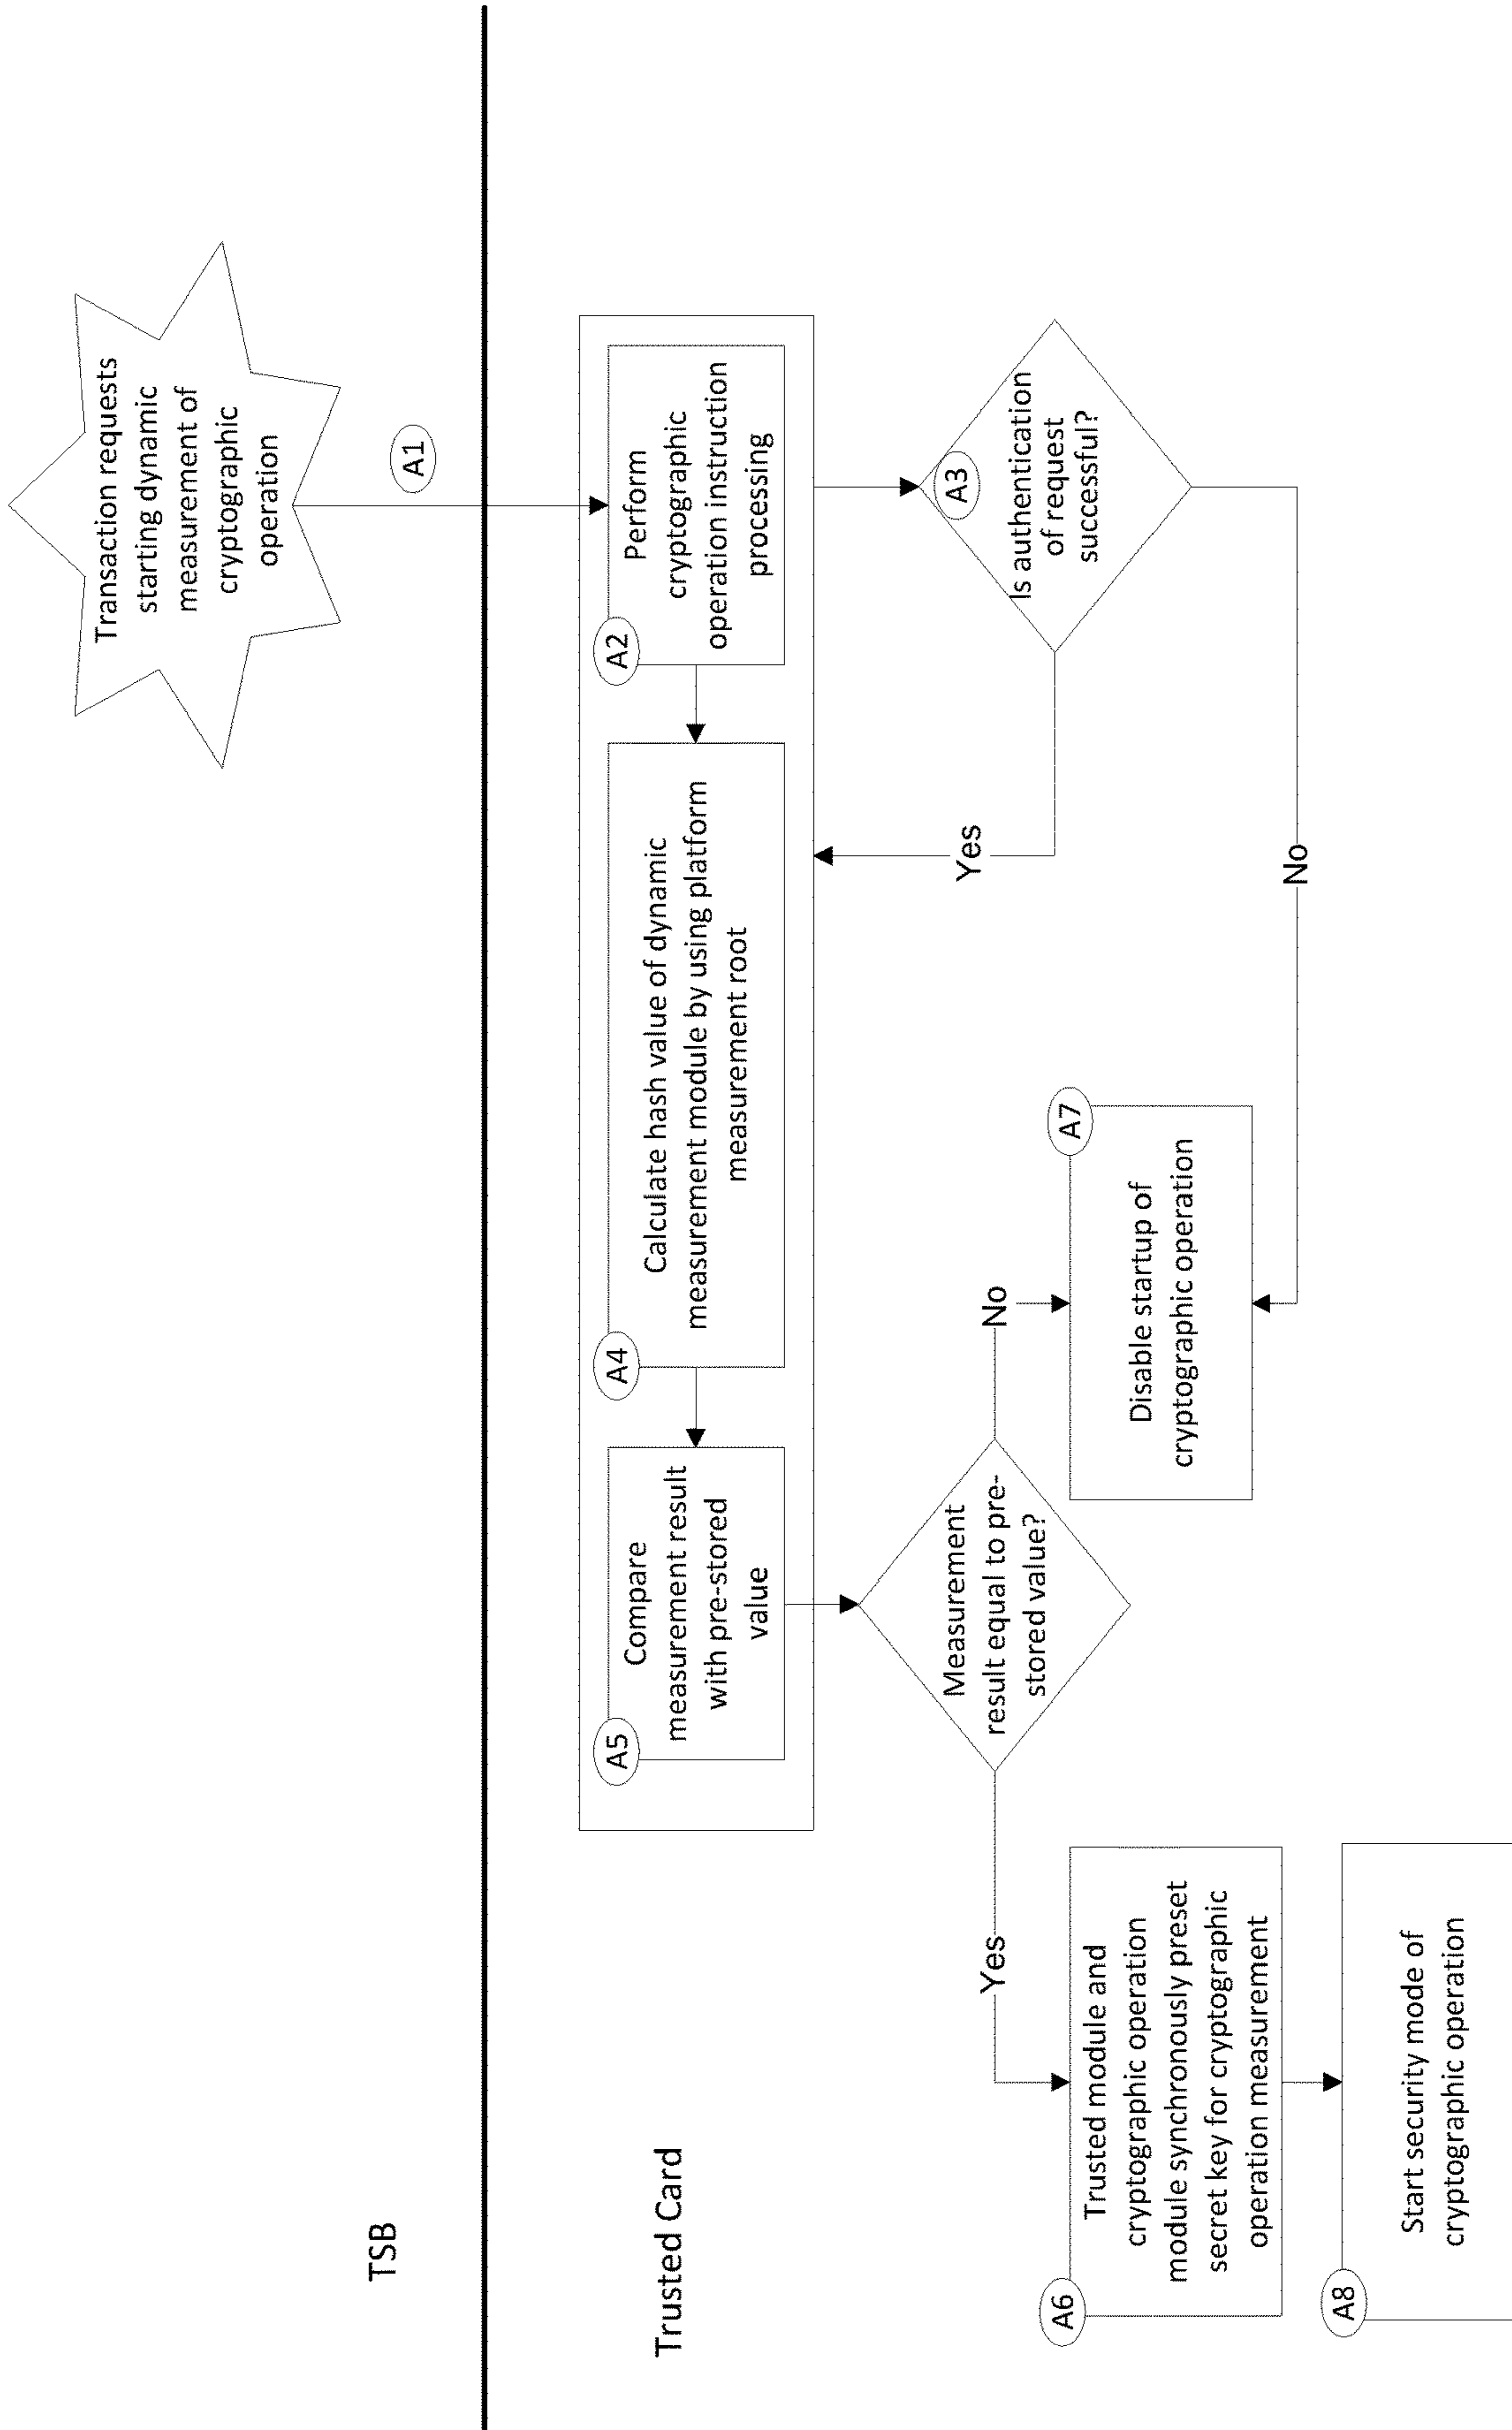 Transaction requests
starting dynamic
measurement of
cryptographic
operation
A1
TSB
Trusted Card
A2
Perform
cryptographic
operation instruction
processing
A3
Is authentication
of request
successful?
Yes
No
A4
Calculate hash value of dynamic
measurement module by using platform
measurement root
A5
Compare
measurement result
with pre-stored
value
Measurement
result equal to pre-
stored value?
No
Yes
A7
Disable startup of
cryptographic operation
A6
Trusted module and
cryptographic operation
module synchronously preset
secret key for cryptographic
operation measurement
A8
Start security mode of
cryptographic operation